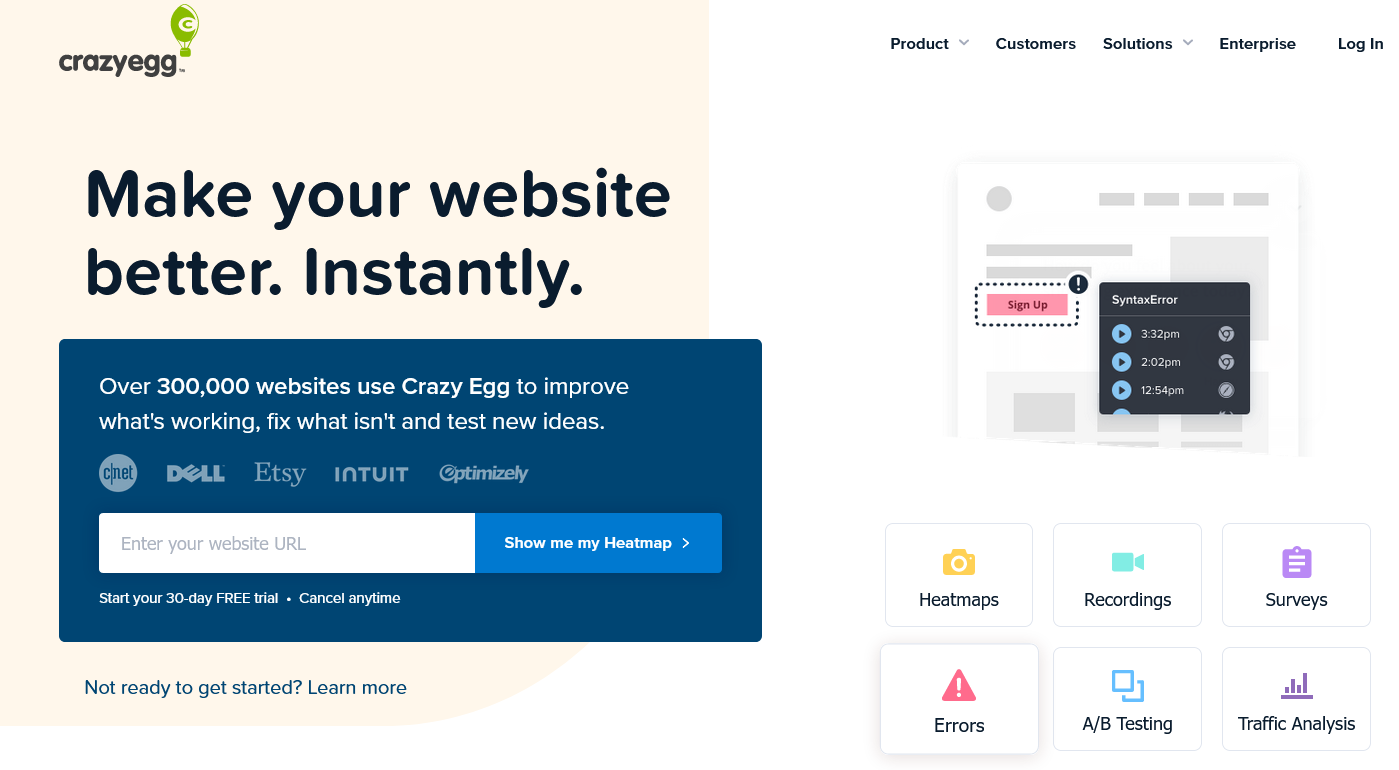 crazyegg™
Product
Customers
Solutions
Enterprise
Log In
Make your website
better. Instantly.
Over 300,000 websites use Crazy Egg to improve
what's working, fix what isn't and test new ideas.
c|net
DELL
Etsy
INTUIT
Optimizely
Enter your website URL
Show me my Heatmap
Start your 30-day FREE trial • Cancel anytime
Not ready to get started? Learn more
Sign Up
!
SyntaxError
3:32pm
2:02pm
12:54pm
Heatmaps
Recordings
Surveys
Errors
A/B Testing
Traffic Analysis